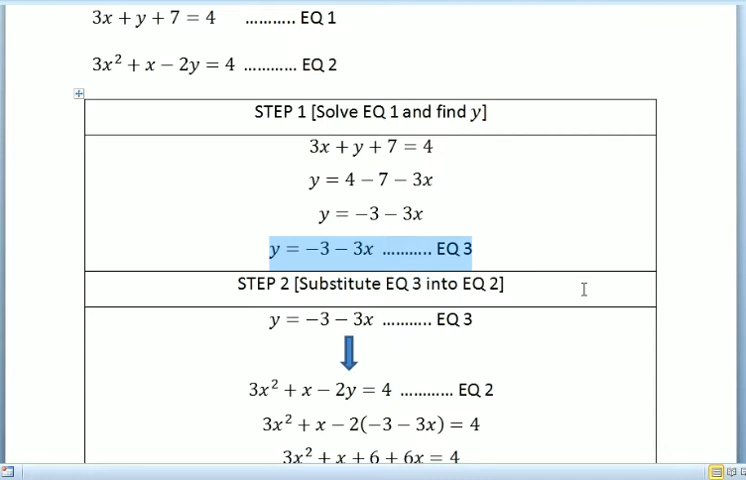 3x + y + 7 = 4 ........... EQ 1
3x² + x − 2y = 4 ............ EQ 2
STEP 1 [Solve EQ 1 and find y]
3x + y + 7 = 4
y = 4 − 7 − 3x
y = −3 − 3x
y = −3 − 3x ........... EQ 3
STEP 2 [Substitute EQ 3 into EQ 2]
y = −3 − 3x ........... EQ 3
3x² + x − 2y = 4 ............ EQ 2
3x² + x − 2(−3 − 3x) = 4
3x² + x + 6 + 6x = 4